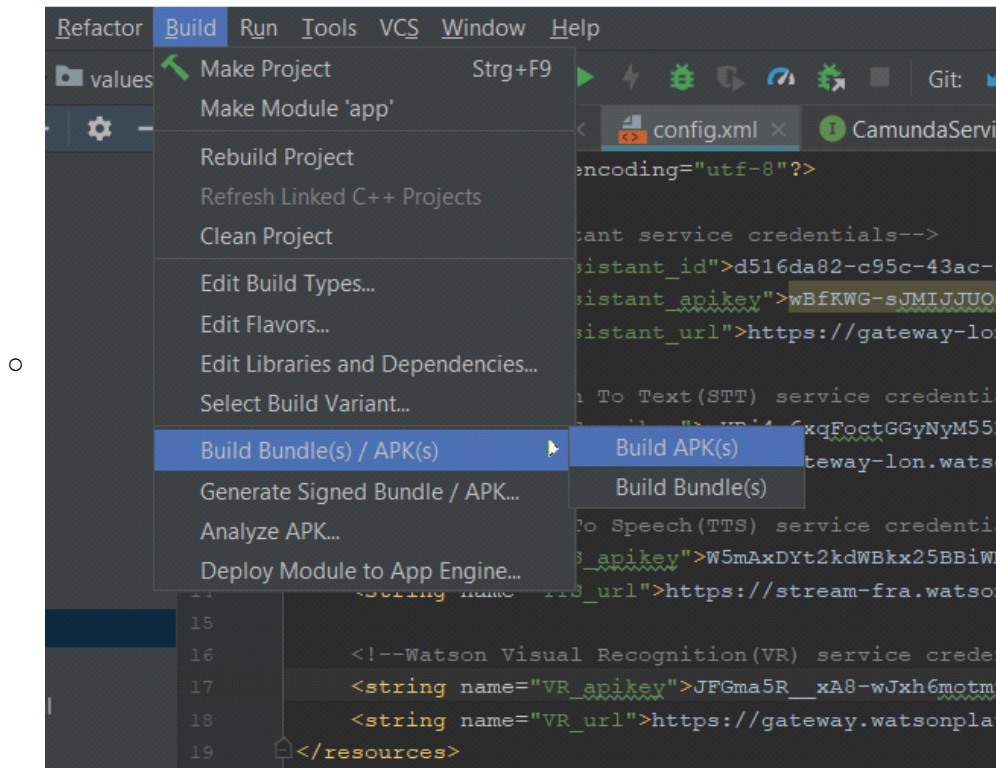 Refactor Build Run Tools VCS Window Help
values
Make Project Strg+F9
Git:
Make Module 'app'
config.xml CamundaServi
Rebuild Project
encoding="utf-8"?>
Refresh Linked C++ Projects
Clean Project
tant service credentials-->
sistant_id">d516da82-c95c-43ac-
Edit Build Types...
sistant_apikey">wBfKWG-sJMIJJUO
Edit Flavors...
sistant_url">https://gateway-lo
Edit Libraries and Dependencies...
To Text(STT) service credenti
Select Build Variant...
xqFoctGGyNyM55
Build Bundle(s) / APK(s)
Build APK(s)
teway-lon.wats
Generate Signed Bundle / APK...
Build Bundle(s)
To Speech(TTS) service credenti
Analyze APK...
S_apikey">W5mAxDYt2kdWBkx25BBiW
Deploy Module to App Engine...
14 <string name="TTS_url">https://stream-fra.watso
15
16 <!--Watson Visual Recognition(VR) service crede
17 <string name="VR_apikey">JFGma5R__xA8-wJxh6motm
18 <string name="VR_url">https://gateway.watsonpla
19 </resources>